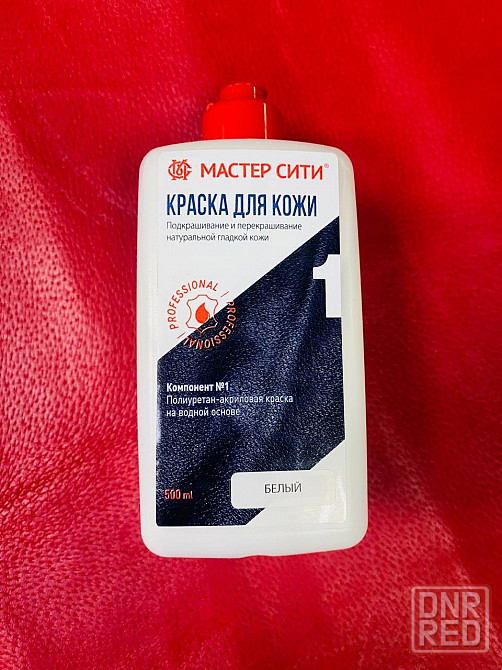 МАСТЕР СИТИ®
КРАСКА ДЛЯ КОЖИ
Подкрашивание и перекрашивание
натуральной гладкой кожи
1
PROFESSIONAL
PROFESSIONAL
Компонент №1
Полиуретан-акриловая краска
на водной основе
500 ml
БЕЛЫЙ
DNR
RED